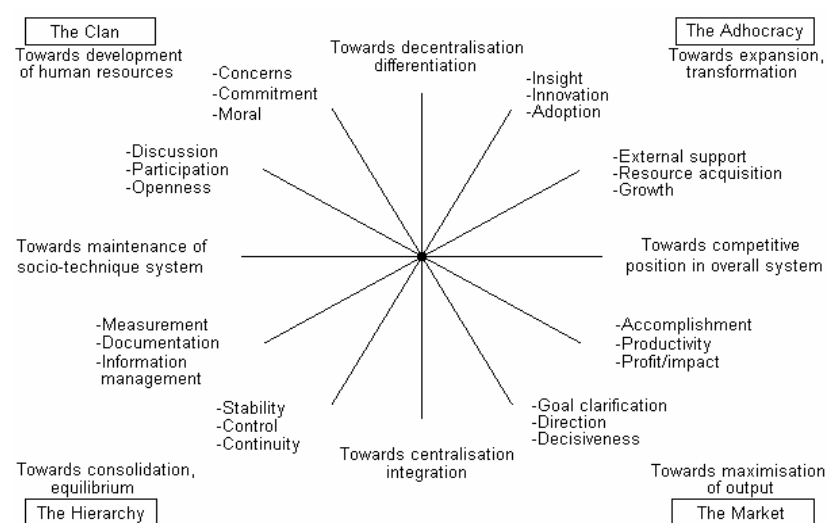 The Clan
Towards development
of human resources
Towards decentralisation
differentiation
The Adhocracy
Towards expansion,
transformation
-Concerns
-Commitment
-Moral
-Insight
-Innovation
-Adoption
-Discussion
-Participation
-Openness
-External support
-Resource acquisition
-Growth
Towards maintenance of
socio-technique system
Towards competitive
position in overall system
-Measurement
-Documentation
-Information
management
-Accomplishment
-Productivity
-Profit/impact
-Stability
-Control
-Continuity
-Goal clarification
-Direction
-Decisiveness
Towards centralisation
integration
Towards consolidation,
equilibrium
The Hierarchy
Towards maximisation
of output
The Market